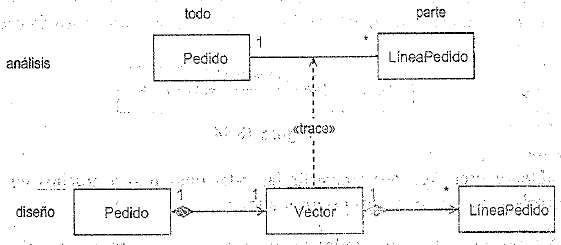 todo parte
análisis Pedido 1 * LíneaPedido
«trace»
diseño Pedido 1 1 Vector 1 * LíneaPedido